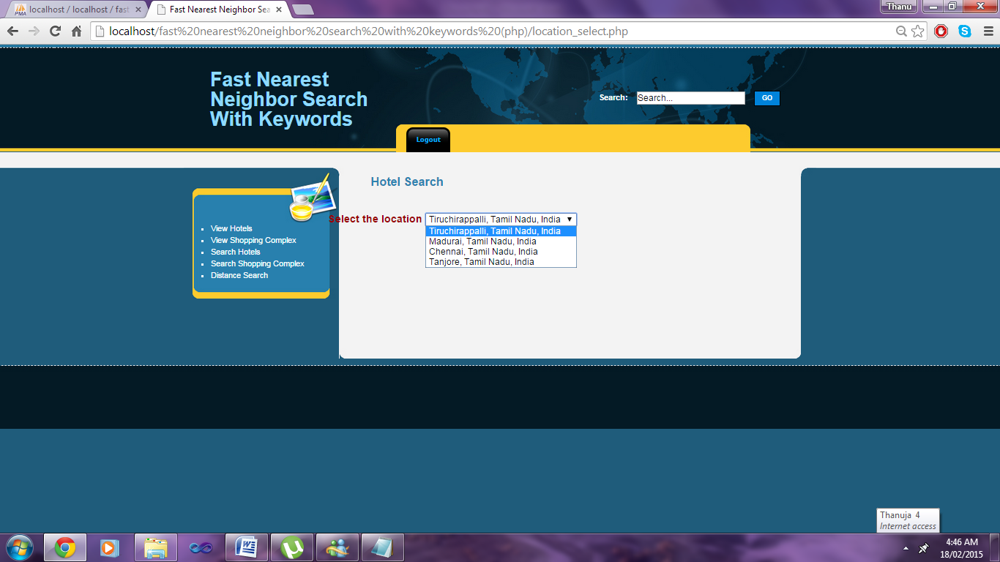 localhost / localhost / fast
Fast Nearest Neighbor Sea
Thanu
localhost/fast%20nearest%20neighbor%20search%20with%20keywords%20(php)/location_select.php
Fast Nearest
Neighbor Search
With Keywords
Search: Search... GO
Logout
Hotel Search
View Hotels
View Shopping Complex
Search Hotels
Search Shopping Complex
Distance Search
Select the location Tiruchirappalli, Tamil Nadu, India
Tiruchirappalli, Tamil Nadu, India
Madurai, Tamil Nadu, India
Chennai, Tamil Nadu, India
Tanjore, Tamil Nadu, India
Thanuja 4
Internet access
4:46 AM
18/02/2015